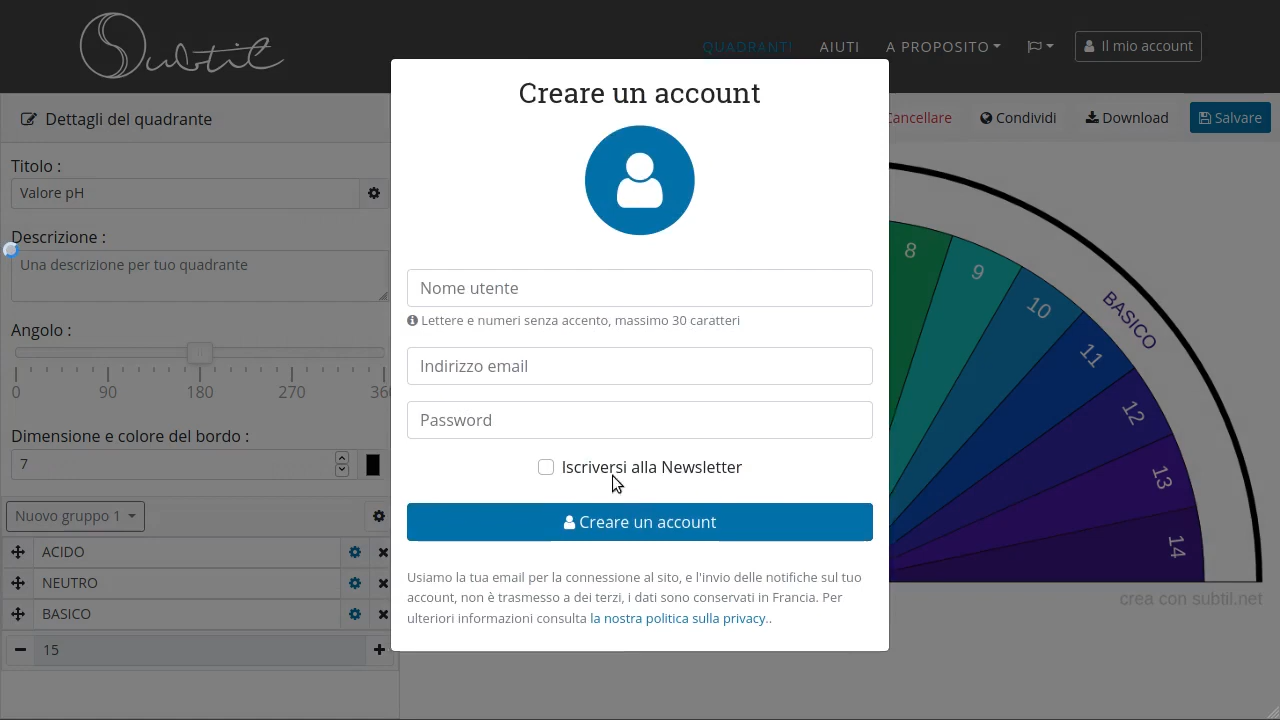 Subtil
QUADRANTI
AIUTI
A PROPOSITO
Il mio account
Dettagli del quadrante
Cancellare
Condividi
Download
Salvare
Titolo :
Valore pH
Descrizione :
Una descrizione per tuo quadrante
Angolo :
0 90 180 270 360
Dimensione e colore del bordo :
7
Nuovo gruppo 1
ACIDO
NEUTRO
BASICO
15
Creare un account
Nome utente
Lettere e numeri senza accento, massimo 30 caratteri
Indirizzo email
Password
Iscriversi alla Newsletter
Creare un account
Usiamo la tua email per la connessione al sito, e l'invio delle notifiche sul tuo
account, non è trasmesso a dei terzi, i dati sono conservati in Francia. Per
ulteriori informazioni consulta la nostra politica sulla privacy..
8
9
10
11
12
13
14
BASICO
crea con subtil.net